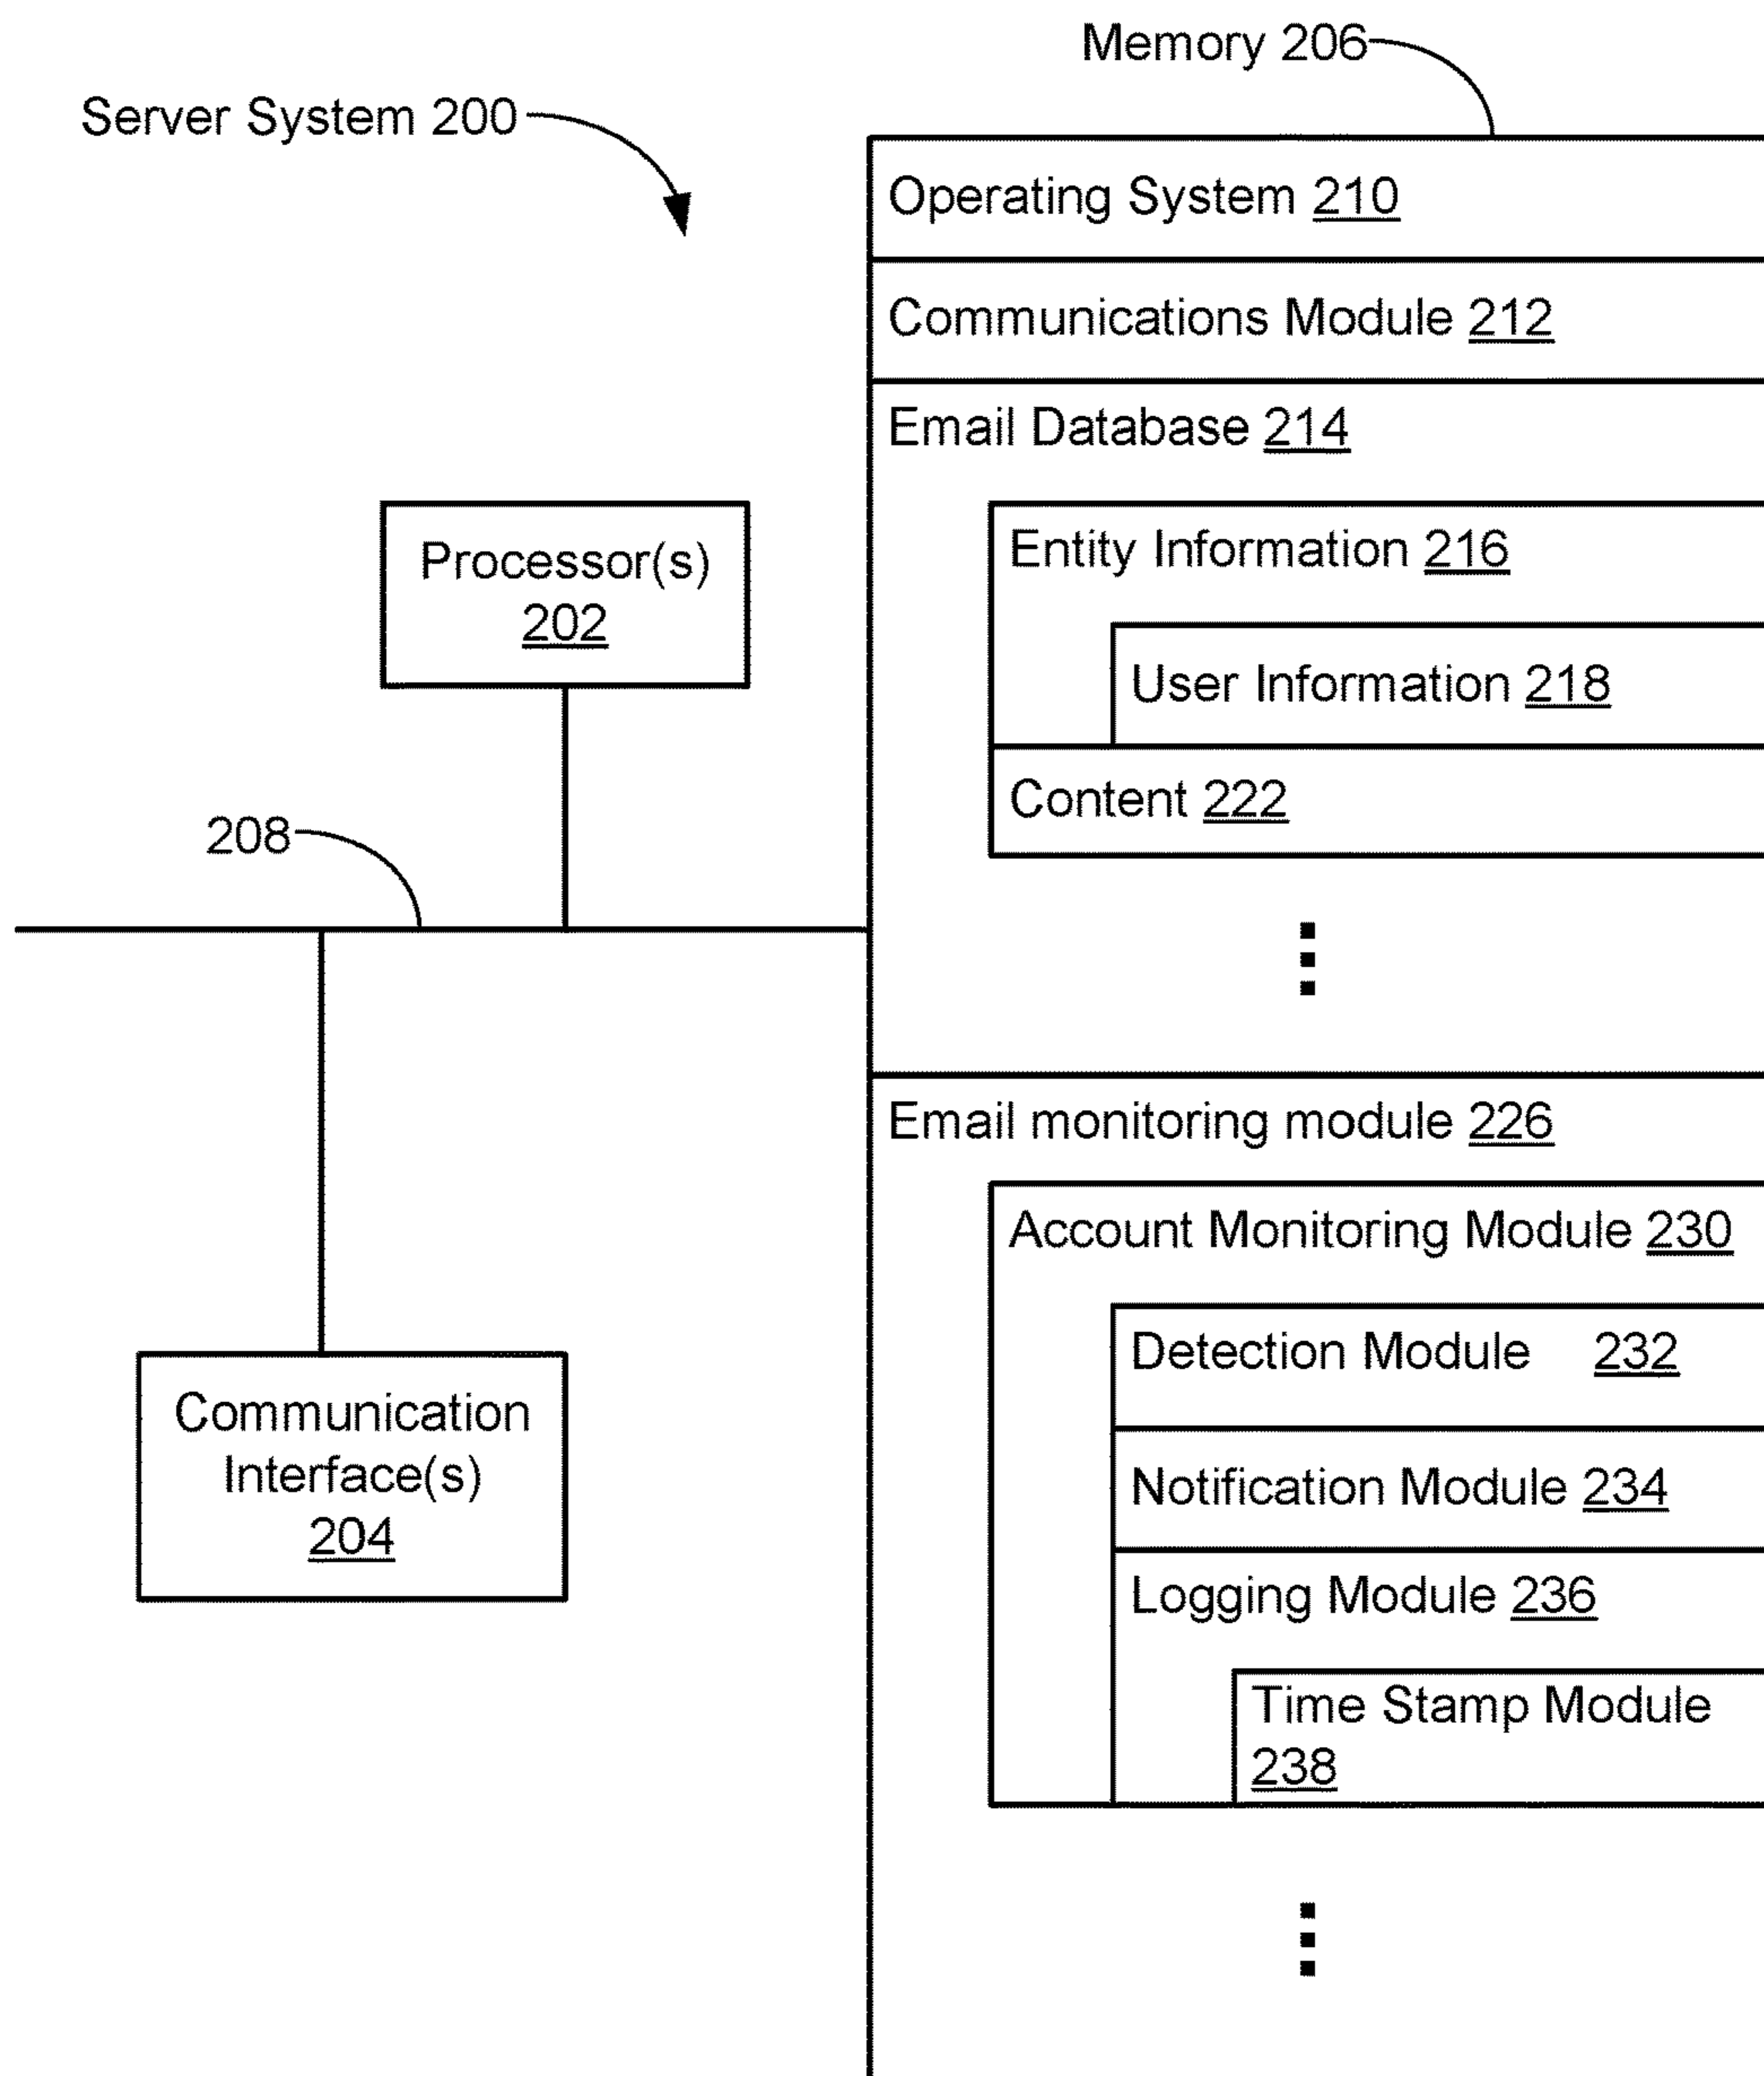 Memory 206
Server System 200
Operating System 210
Communications Module 212
Email Database 214
Entity Information 216
User Information 218
Content 222
Processor(s)
202
208
Communication
Interface(s)
204
Email monitoring module 226
Account Monitoring Module 230
Detection Module 232
Notification Module 234
Logging Module 236
Time Stamp Module
238